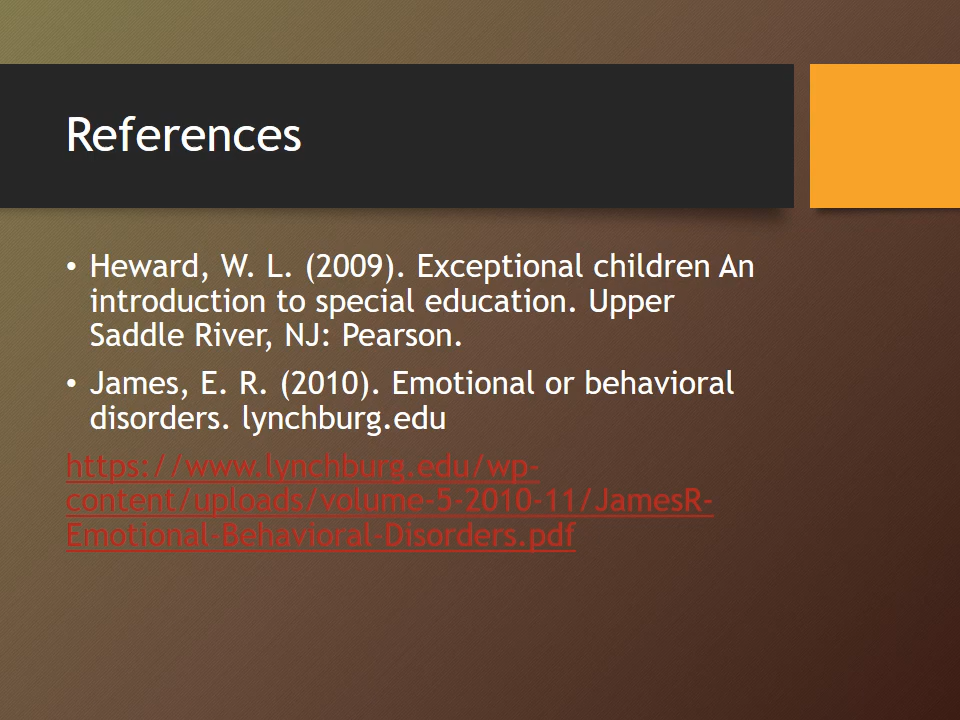 References
• Heward, W. L. (2009). Exceptional children An
introduction to special education. Upper
Saddle River, NJ: Pearson.
• James, E. R. (2010). Emotional or behavioral
disorders. lynchburg.edu
https://www.lynchburg.edu/wp-
content/uploads/volume-5-2010-11/JamesR-
Emotional-Behavioral-Disorders.pdf